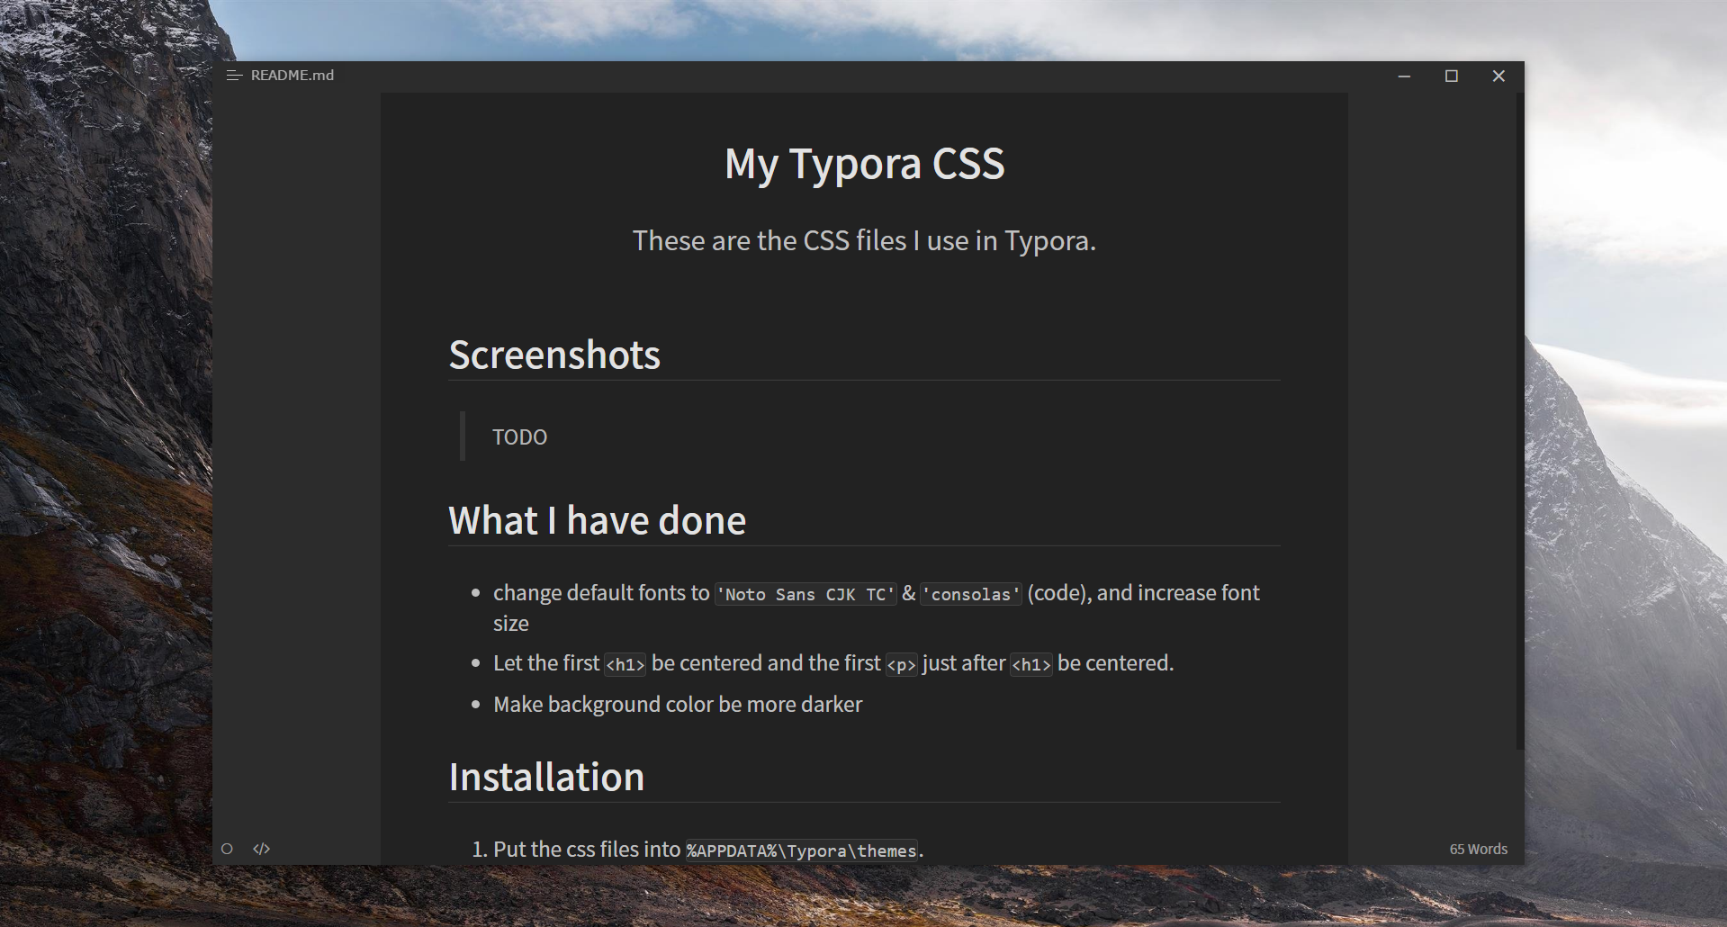 README.md
My Typora CSS
These are the CSS files I use in Typora.
Screenshots
TODO
What I have done
• change default fonts to 'Noto Sans CJK TC' & 'consolas' (code), and increase font
size
• Let the first <h1> be centered and the first <p> just after <h1> be centered.
• Make background color be more darker
Installation
1. Put the css files into %APPDATA%\Typora\themes.
</> 65 Words